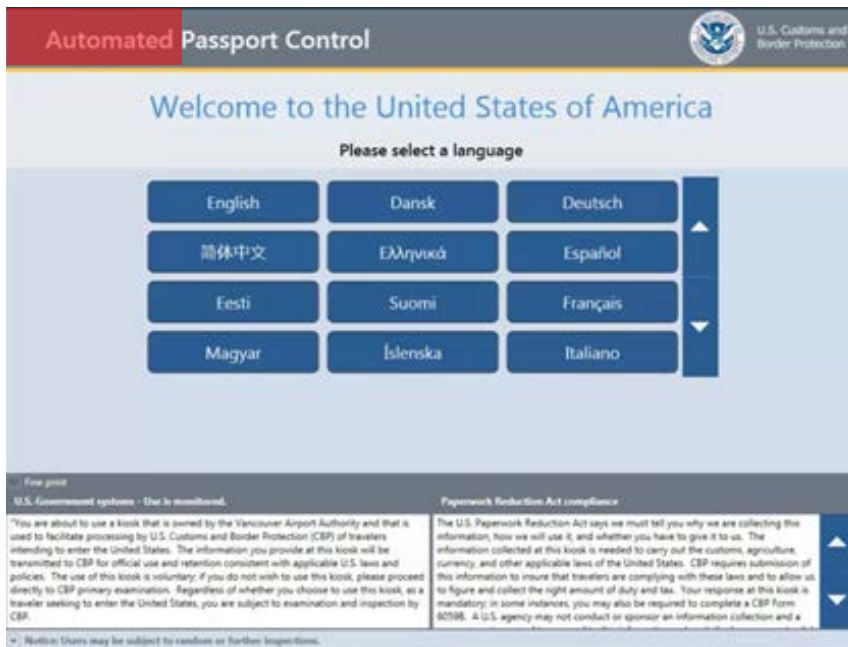 Automated Passport Control
U.S. Customs and
Border Protection
Welcome to the United States of America
Please select a language
English
Dansk
Deutsch
简体中文
Ελληνικά
Español
Eesti
Suomi
Français
Magyar
Íslenska
Italiano
Fine print
U.S. Government systems - Use is monitored.
"You are about to use a kiosk that is owned by the Vancouver Airport Authority and that is
used to facilitate processing by U.S. Customs and Border Protection (CBP) of travelers
intending to enter the United States. The information you provide at this kiosk will be
transmitted to CBP for official use and retention consistent with applicable U.S. laws and
policies. The use of this kiosk is voluntary; if you do not wish to use this kiosk, please proceed
directly to CBP primary examination. Regardless of whether you choose to use this kiosk, as a
traveler seeking to enter the United States, you are subject to examination and inspection by
CBP.
Paperwork Reduction Act compliance
The U.S. Paperwork Reduction Act says we must tell you why we are collecting this
information, how we will use it, and whether you have to give it to us. The
information collected at this kiosk is needed to carry out the customs, agriculture,
currency, and other applicable laws of the United States. CBP requires submission of
this information to insure that travelers are complying with these laws and to allow us
to figure and collect the right amount of duty and tax. Your response at this kiosk is
mandatory; in some instances, you may also be required to complete a CBP Form
6059B. A U.S. agency may not conduct or sponsor an information collection and a
Notice: Users may be subject to random or further inspections.